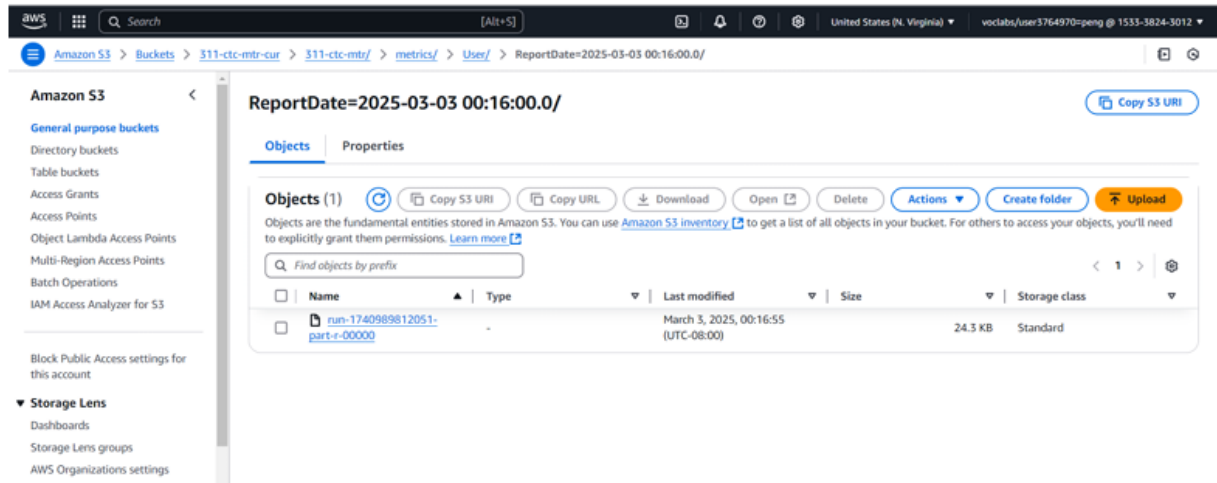 aws Search [Alt+S] United States (N. Virginia) ▼ voclabs/user3764970=peng @ 1533-3824-3012 ▼
Amazon S3 > Buckets > 311-ctc-mtr-cur > 311-ctc-mtr/ > metrics/ > User/ > ReportDate=2025-03-03 00:16:00.0/
Amazon S3
General purpose buckets
Directory buckets
Table buckets
Access Grants
Access Points
Object Lambda Access Points
Multi-Region Access Points
Batch Operations
IAM Access Analyzer for S3
Block Public Access settings for
this account
Storage Lens
Dashboards
Storage Lens groups
AWS Organizations settings
ReportDate=2025-03-03 00:16:00.0/ Copy S3 URI
Objects Properties
Objects (1) Copy S3 URI Copy URL Download Open Delete Actions ▼ Create folder Upload
Objects are the fundamental entities stored in Amazon S3. You can use Amazon S3 inventory to get a list of all objects in your bucket. For others to access your objects, you'll need
to explicitly grant them permissions. Learn more
Find objects by prefix < 1 >
Name Type Last modified Size Storage class
run-1740989812051-
part-r-00000
-
March 3, 2025, 00:16:55
(UTC-08:00)
24.3 KB
Standard